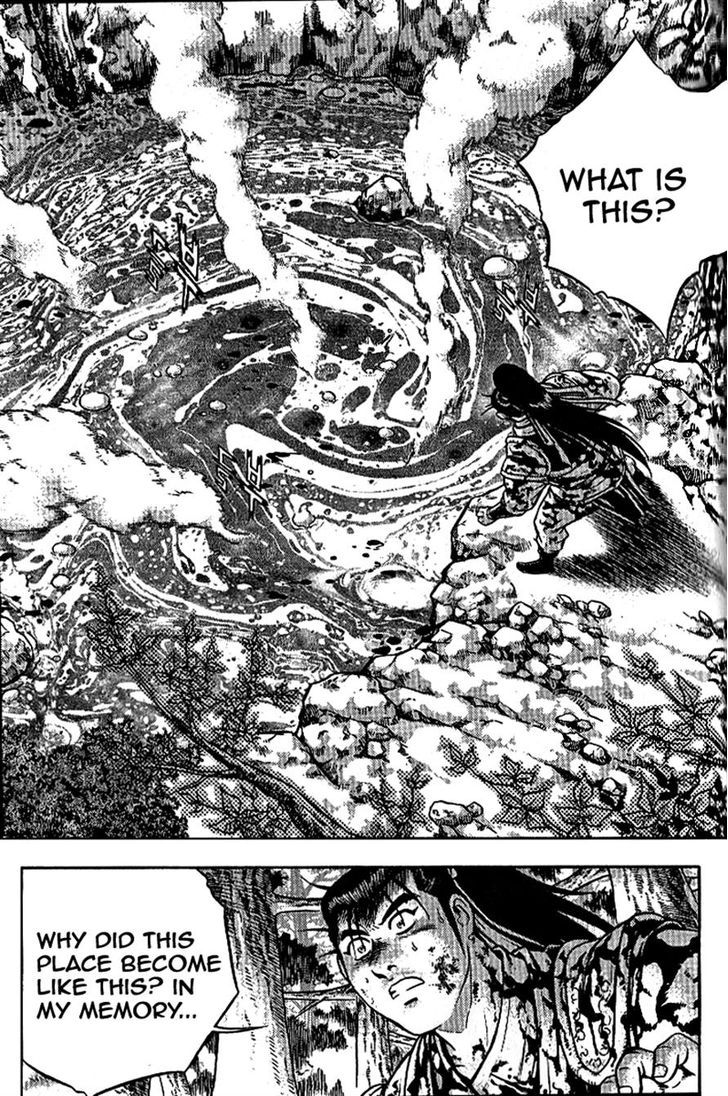 WHAT IS
THIS?
WHY DID THIS
PLACE BECOME
LIKE THIS? IN
MY MEMORY...